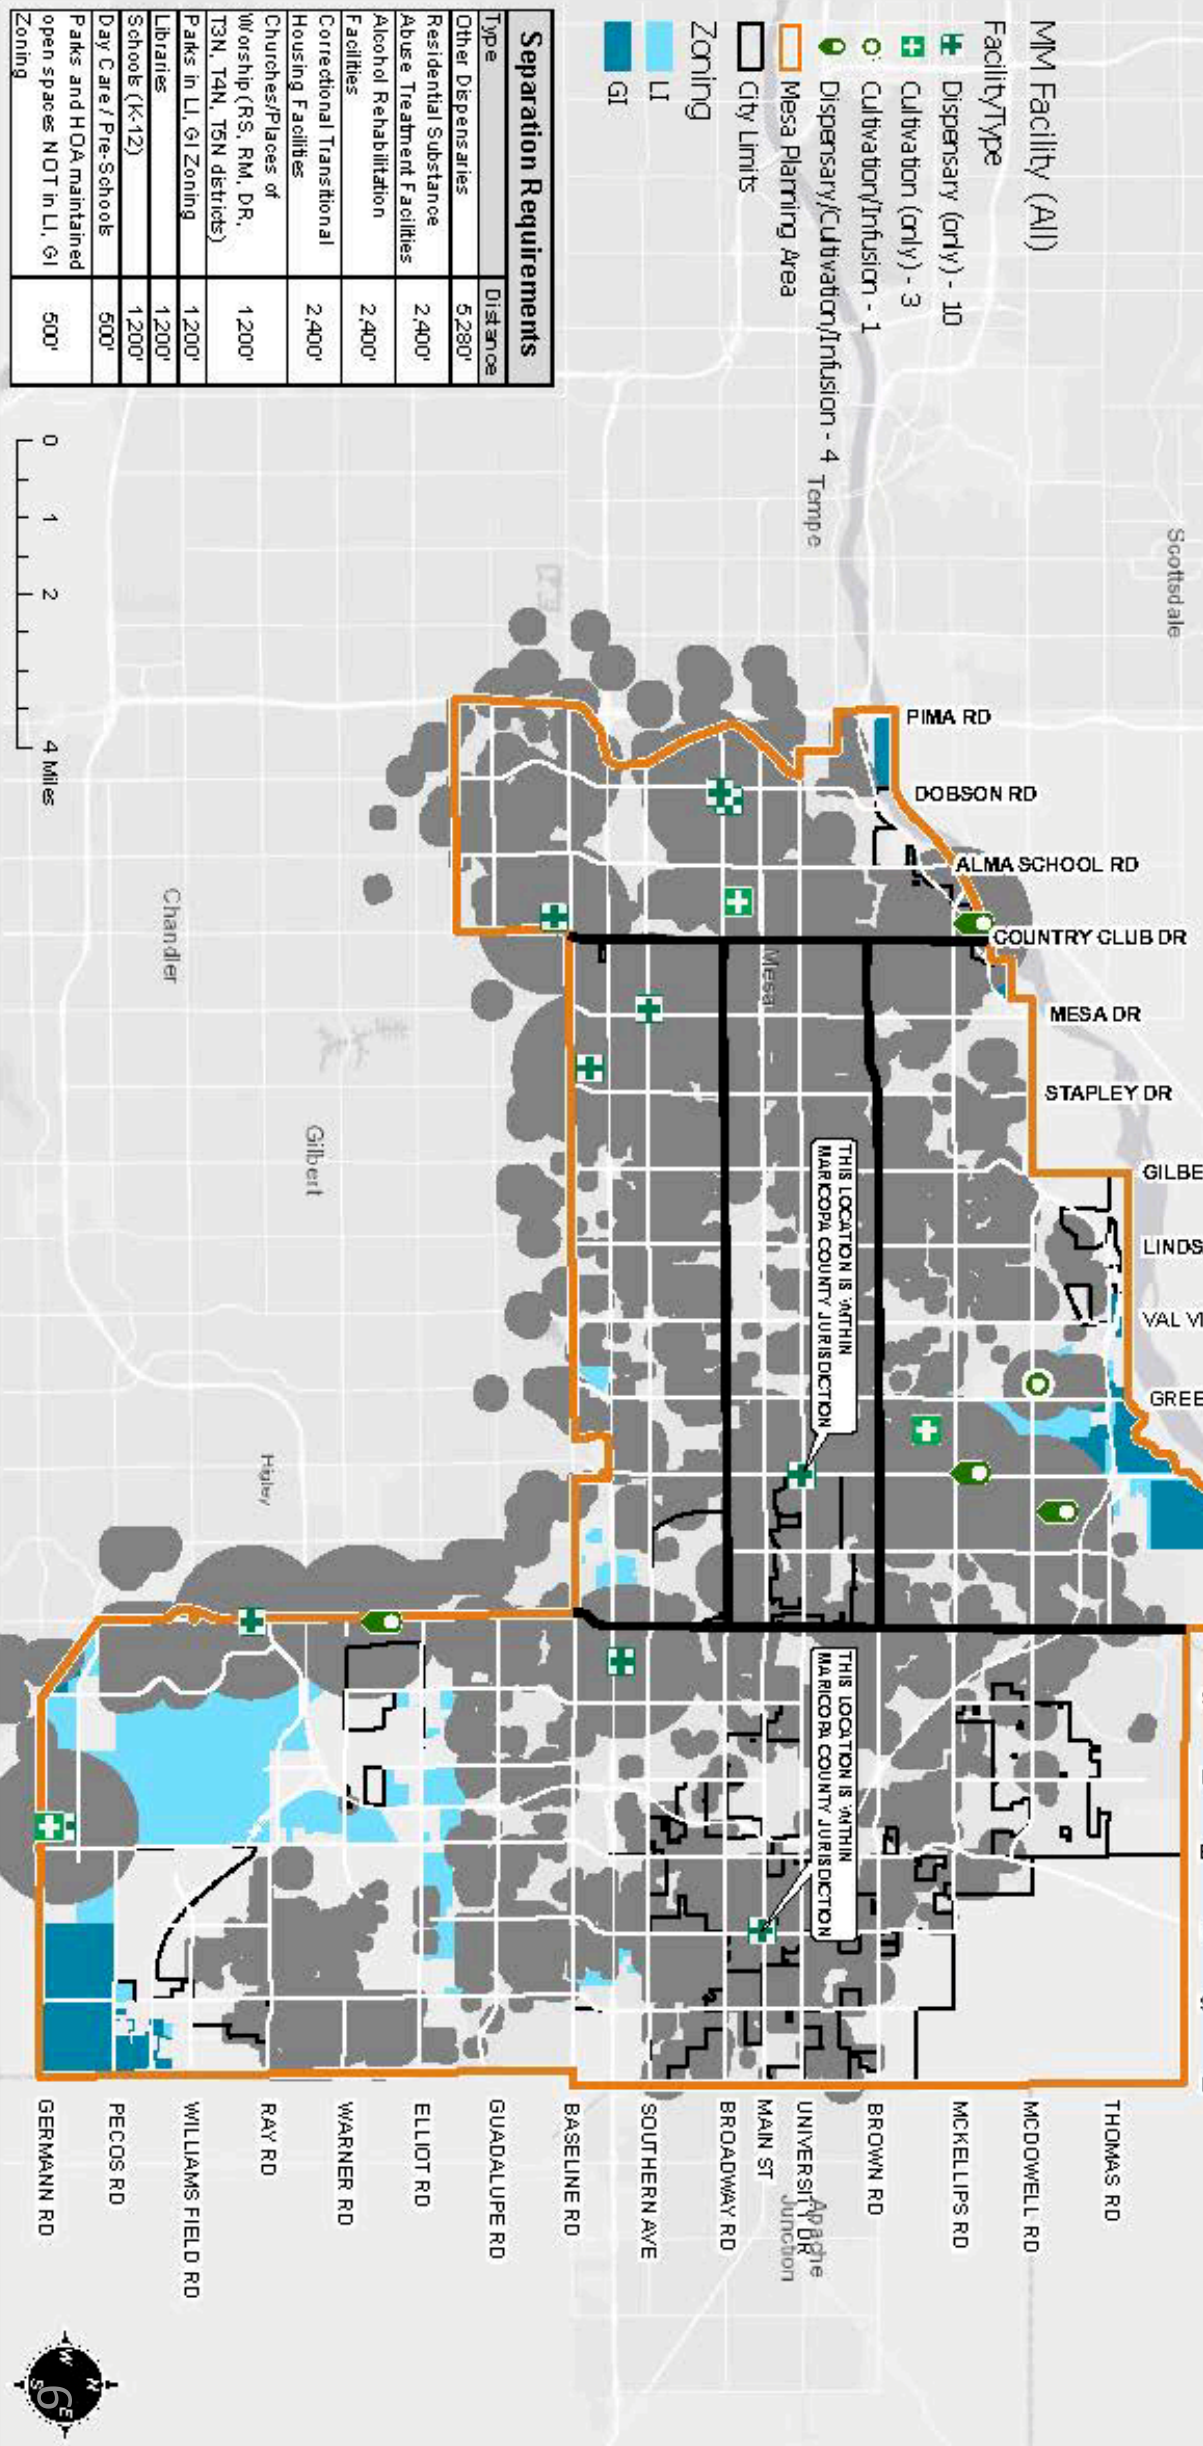 MM Facility (All)
FacilityType
Dispensary (only) - 10
Cultivation (only) - 3
Cultivation/Infusion - 1
Dispensary/Cultivation/Infusion - 4
Mesa Planning Area
City Limits
Zoning
LI
GI
Separation Requirements
Type Distance
Other Dispensaries 5,280'
Residential Substance
Abuse Treatment Facilities 2,400'
Alcohol Rehabilitation
Facilities 2,400'
Correctional Transitional
Housing Facilities 2,400'
Churches/Places of
Worship (RS, RM, DR,
T3N, T4N, T5N districts) 1,200'
Parks in LI, GI Zoning 1,200'
Libraries 1,200'
Schools (K-12) 1,200'
Day Care / Pre-Schools 500'
Parks and HOA maintained
open spaces NOT in LI, GI
Zoning 500'
0 1 2 4 Miles
Scottsdale
Tempe
Mesa
Chandler
Gilbert
Higley
Apache
Junction
PIMA RD
DOBSON RD
ALMA SCHOOL RD
COUNTRY CLUB DR
MESA DR
STAPLEY DR
GILBE
LINDS
VAL VI
GREE
THIS LOCATION IS WITHIN
MARICOPA COUNTY JURISDICTION
THIS LOCATION IS WITHIN
MARICOPA COUNTY JURISDICTION
THOMAS RD
MCDOWELL RD
MCKELLIPS RD
BROWN RD
UNIVERSITY DR
MAIN ST
BROADWAY RD
SOUTHERN AVE
BASELINE RD
GUADALUPE RD
ELLIOT RD
WARNER RD
RAY RD
WILLIAMS FIELD RD
PECOS RD
GERMANN RD
N
E
S
W
6